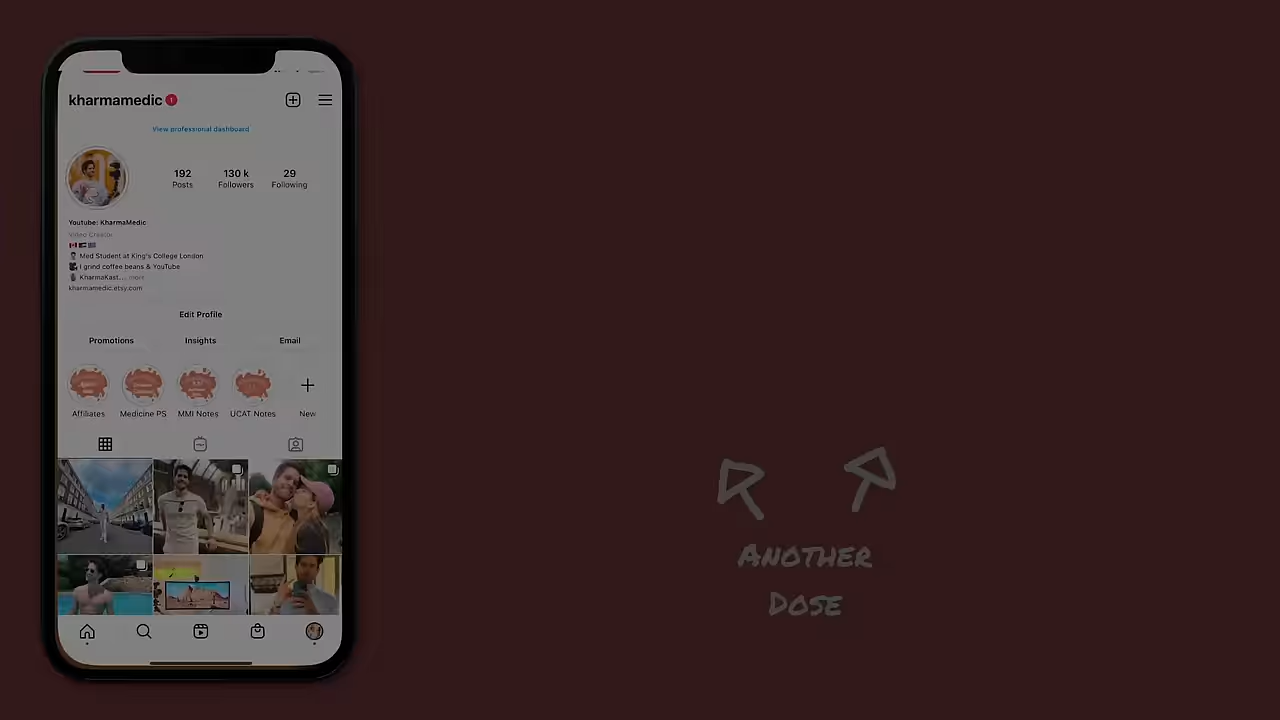 kharmamedic
View professional dashboard
192 130 k 29
Posts Followers Following
Youtube: KharmaMedic
Video Creator
Med Student at King's College London
I grind coffee beans & YouTube
KharmaKast... more
kharmamedic.etsy.com
Edit Profile
Promotions Insights Email
Affiliates Medicine PS MMI Notes UCAT Notes New
Another
Dose